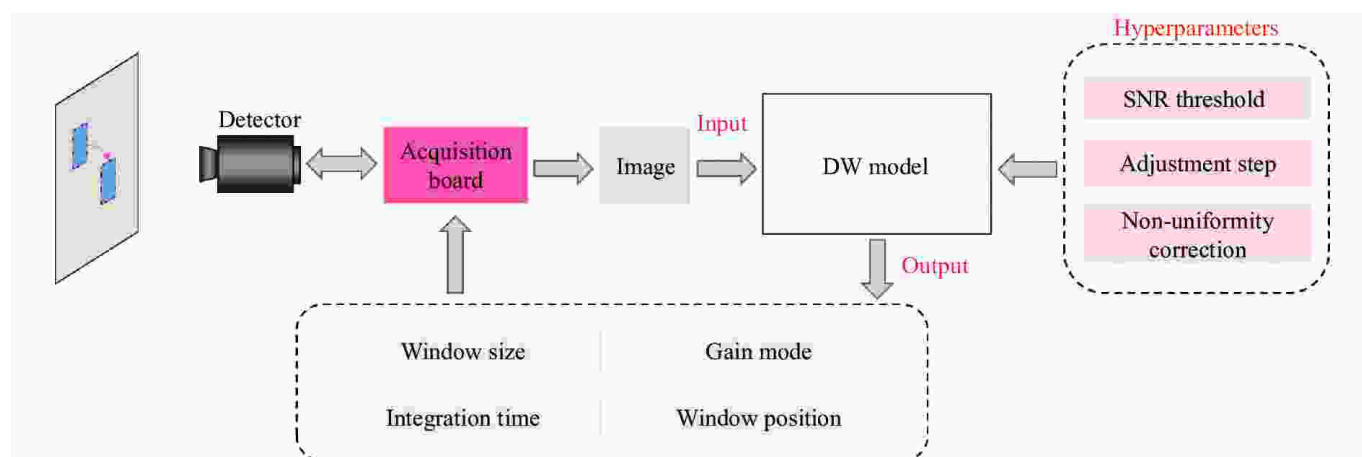 Hyperparameters
SNR threshold
Adjustment step
Non-uniformity
correction
Detector
Acquisition
board
Image
Input
DW model
Output
Window size
Gain mode
Integration time
Window position